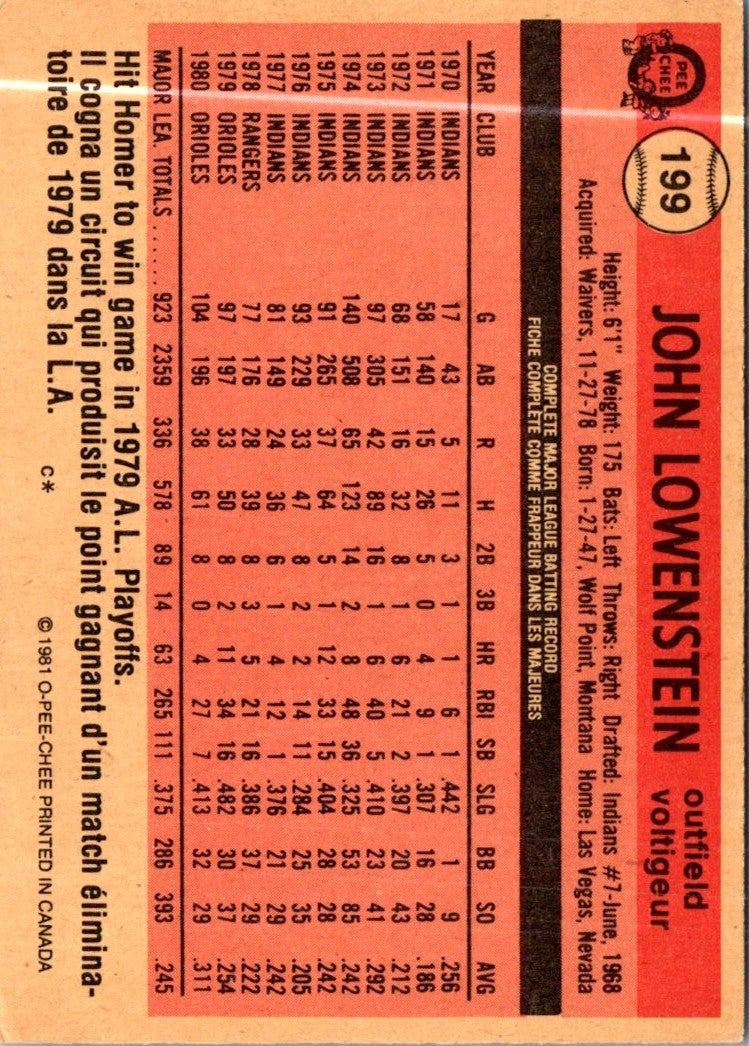 O PEE CHEE
199
JOHN LOWENSTEIN
outfield
voltigeur
Height: 6'1" Weight: 175 Bats: Left Throws: Right Drafted: Indians #7-June, 1968
Acquired: Waivers, 11-27-78 Born: 1-27-47, Wolf Point, Montana Home: Las Vegas, Nevada
COMPLETE MAJOR LEAGUE BATTING RECORD
FICHE COMPLETE COMME FRAPPEUR DANS LES MAJEURES
YEAR CLUB G AB R H 2B 3B HR RBI SB SLG BB SO AVG
1970 INDIANS 17 43 5 11 3 1 1 6 1 .442 1 9 .256
1971 INDIANS 58 140 15 26 5 0 4 9 1 .307 16 28 .186
1972 INDIANS 68 151 16 32 8 1 6 21 2 .397 20 43 .212
1973 INDIANS 97 305 42 89 16 1 6 40 5 .410 23 41 .292
1974 INDIANS 140 508 65 123 14 2 8 48 36 .325 53 85 .242
1975 INDIANS 91 265 37 64 5 1 12 33 15 .404 28 28 .242
1976 INDIANS 93 229 33 47 8 2 2 14 11 .284 25 35 .205
1977 INDIANS 81 149 24 36 6 1 4 12 1 .376 21 29 .242
1978 RANGERS 77 176 28 39 8 3 5 21 16 .386 37 29 .222
1979 ORIOLES 97 197 33 50 8 2 11 34 16 .482 30 37 .254
1980 ORIOLES 104 196 38 61 8 0 4 27 7 .413 32 29 .311
MAJOR LEA. TOTALS ...... 923 2359 336 578 89 14 63 265 111 .375 286 393 .245
Hit Homer to win game in 1979 A.L. Playoffs.
Il cogna un circuit qui produisit le point gagnant d'un match élimina-
toire de 1979 dans la L.A.
C*
© 1981 O-PEE-CHEE PRINTED IN CANADA